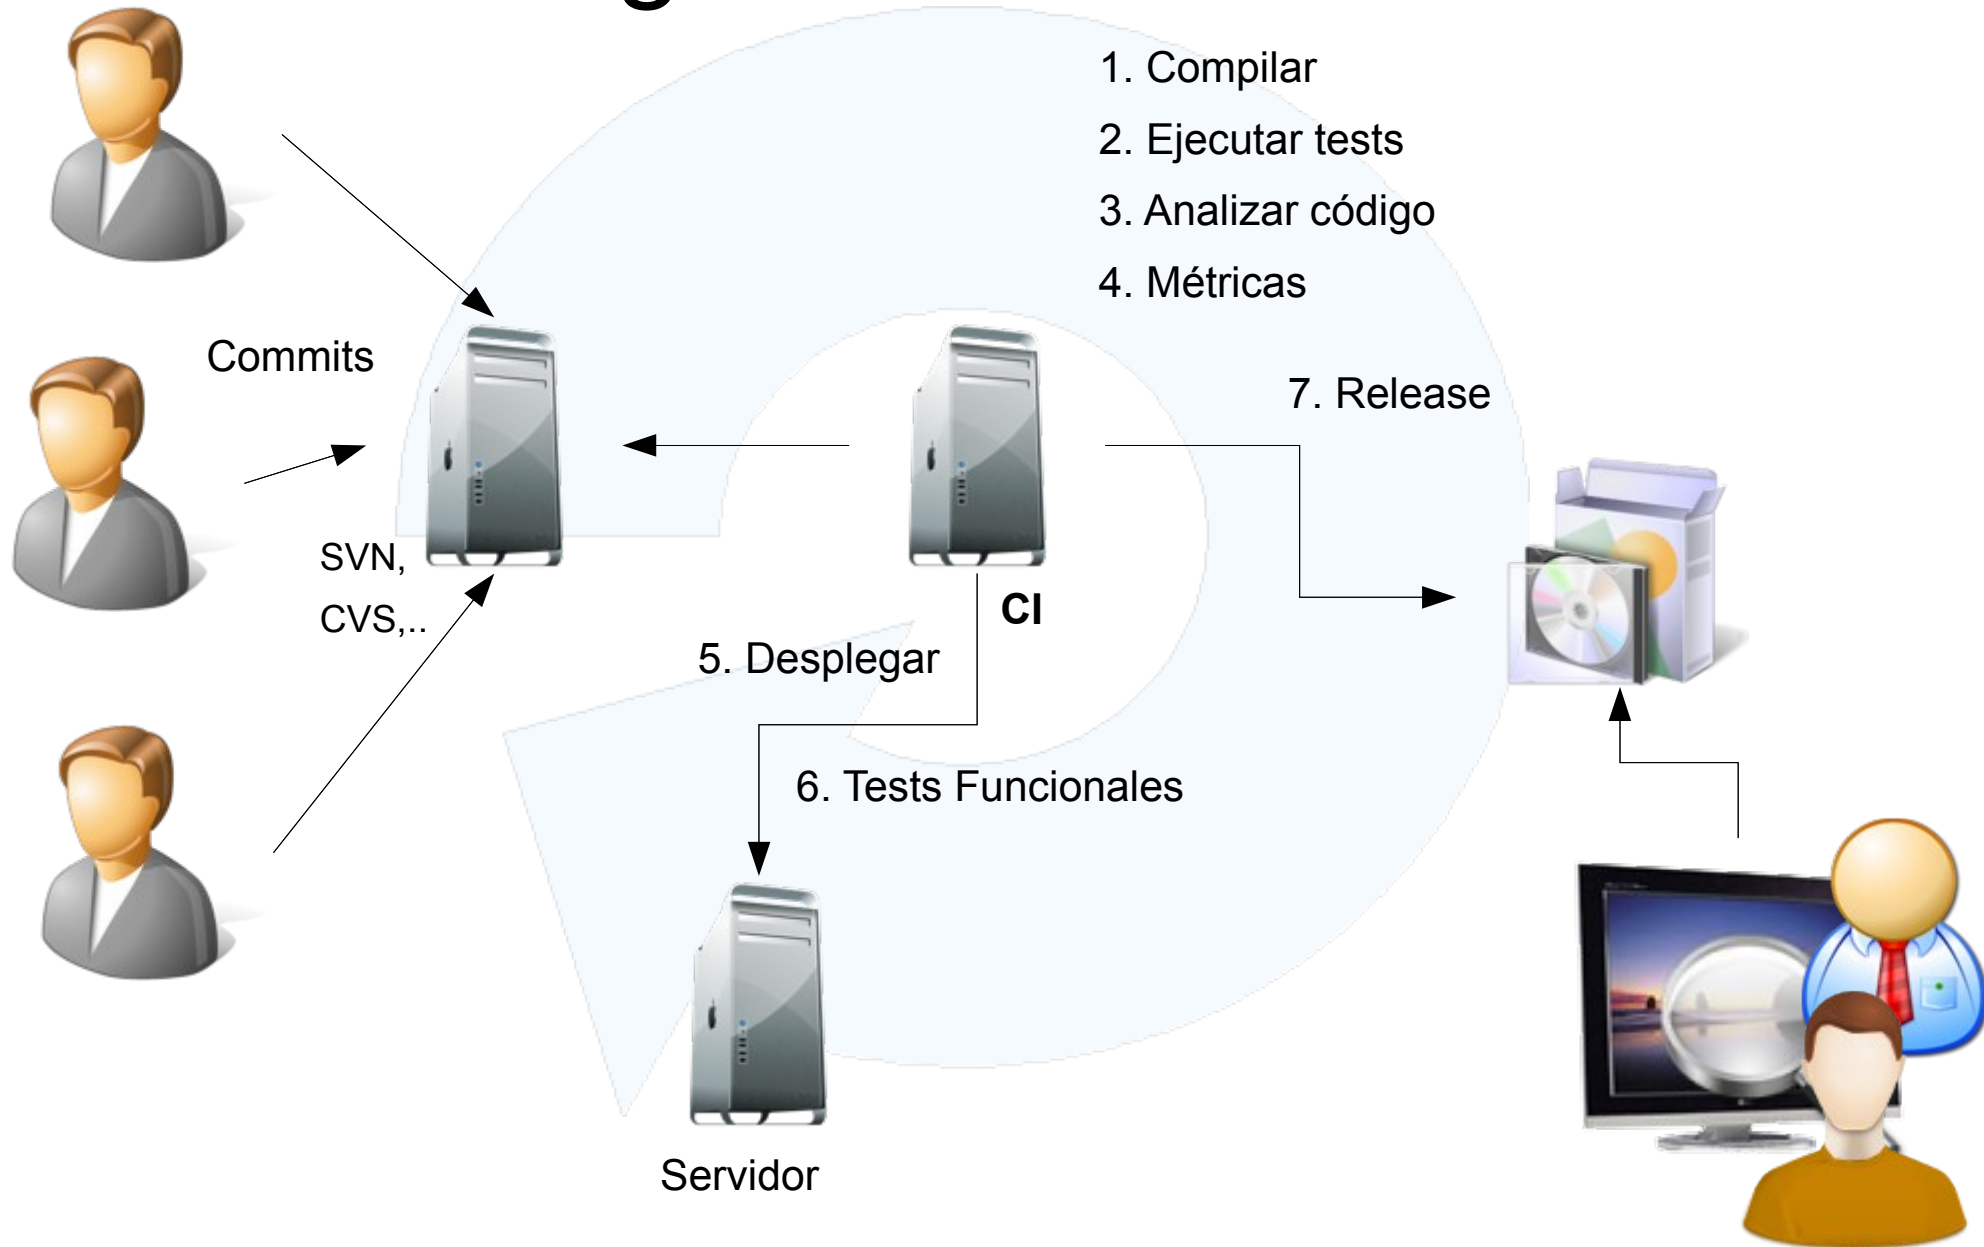 1. Compilar
2. Ejecutar tests
3. Analizar código
4. Métricas
Commits
7. Release
SVN,
CVS,..
CI
5. Desplegar
6. Tests Funcionales
Servidor